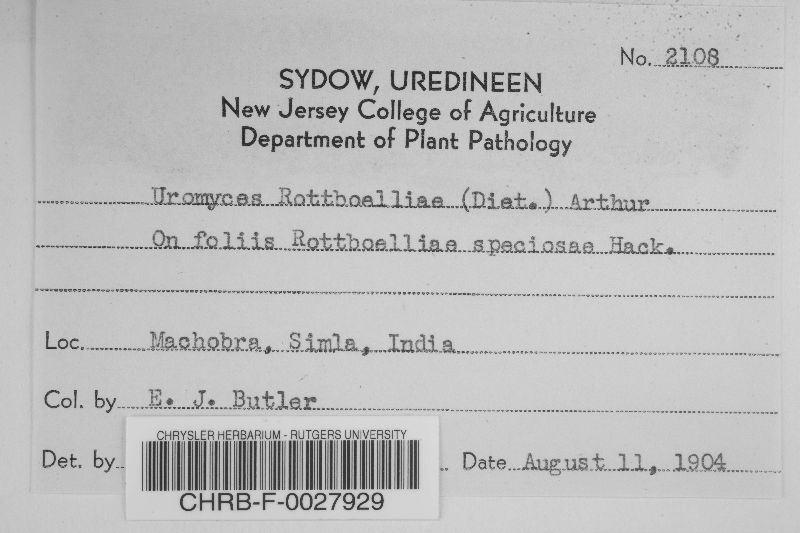 No. 2108
SYDOW, UREDINEEN
New Jersey College of Agriculture
Department of Plant Pathology
Uromyces Rottboelliae (Diet.) Arthur
On foliis Rottboelliae speciosae Hack.
Loc. Machobra, Simla, India
Col. by E. J. Butler
Det. by Date August 11, 1904
CHRYSLER HERBARIUM - RUTGERS UNIVERSITY
CHRB-F-0027929